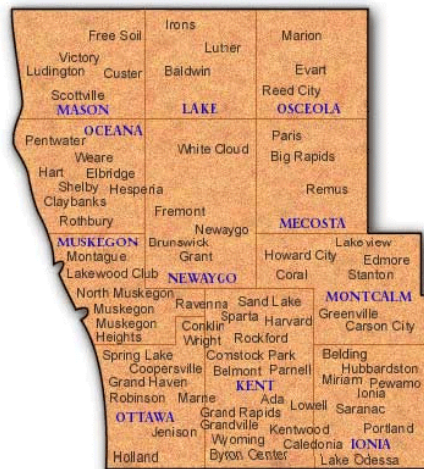 Free Soil
Irons
Marion
Victory
Luther
Ludington
Custer
Baldwin
Evart
Scottville
Reed City
MASON
LAKE
OSCEOLA
OCEANA
Paris
Pentwater
White Cloud
Big Rapids
Weare
Hart
Elbridge
Shelby
Hesperia
Remus
Claybanks
Rothbury
Fremont
Newaygo
MECOSTA
MUSKEGON
Brunswick
Lakeview
Montague
Grant
Howard City
Edmore
Lakewood Club
NEWAYGO
Coral
Stanton
North Muskegon
MONTCALM
Muskegon
Ravenna
Sand Lake
Sparta
Greenville
Muskegon
Heights
Conklin
Harvard
Carson City
Wright
Rockford
Spring Lake
Comstock Park
Belding
Coopersville
Belmont
Parnell
Hubbardston
Grand Haven
KENT
Miriam
Pewamo
Robinson
Marne
Ada
Ionia
OTTAWA
Grand Rapids
Lowell
Saranac
Jenison
Grandville
Kentwood
Portland
Wyoming
Caledonia
IONIA
Holland
Byron Center
Lake Odessa